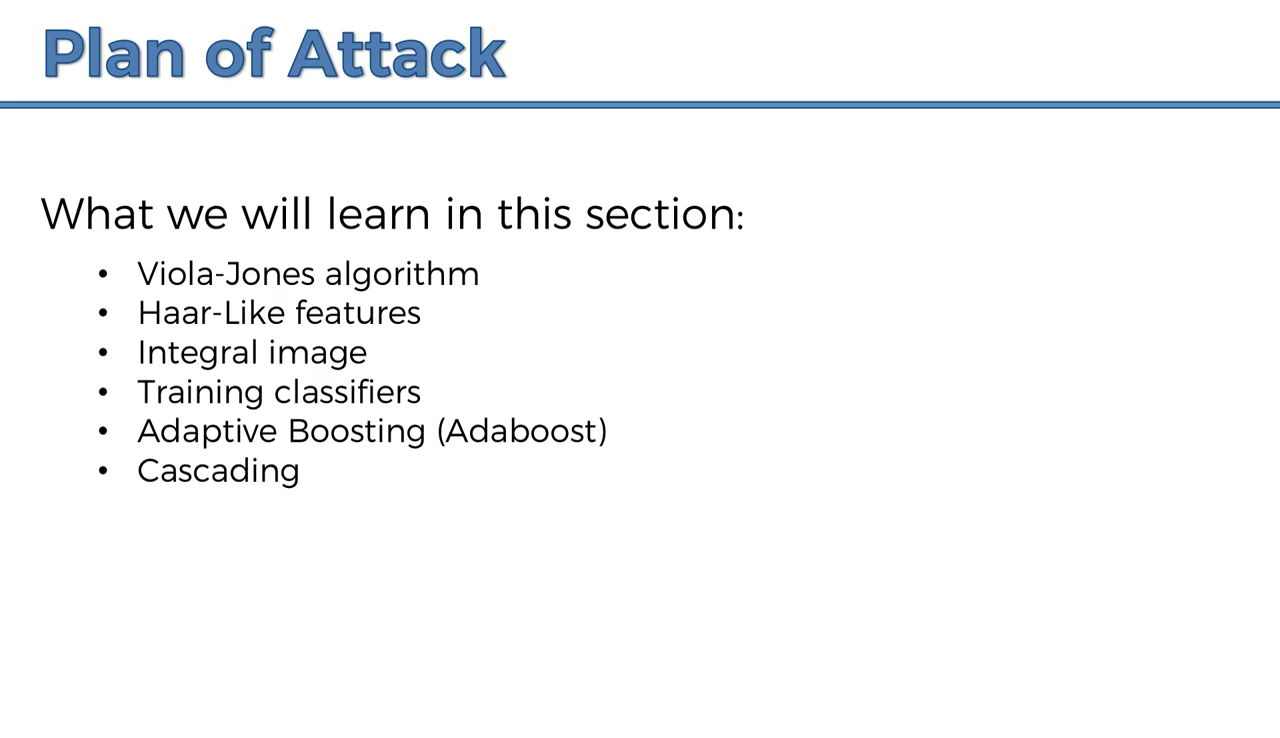 Plan of Attack
What we will learn in this section:
• Viola-Jones algorithm
• Haar-Like features
• Integral image
• Training classifiers
• Adaptive Boosting (Adaboost)
• Cascading